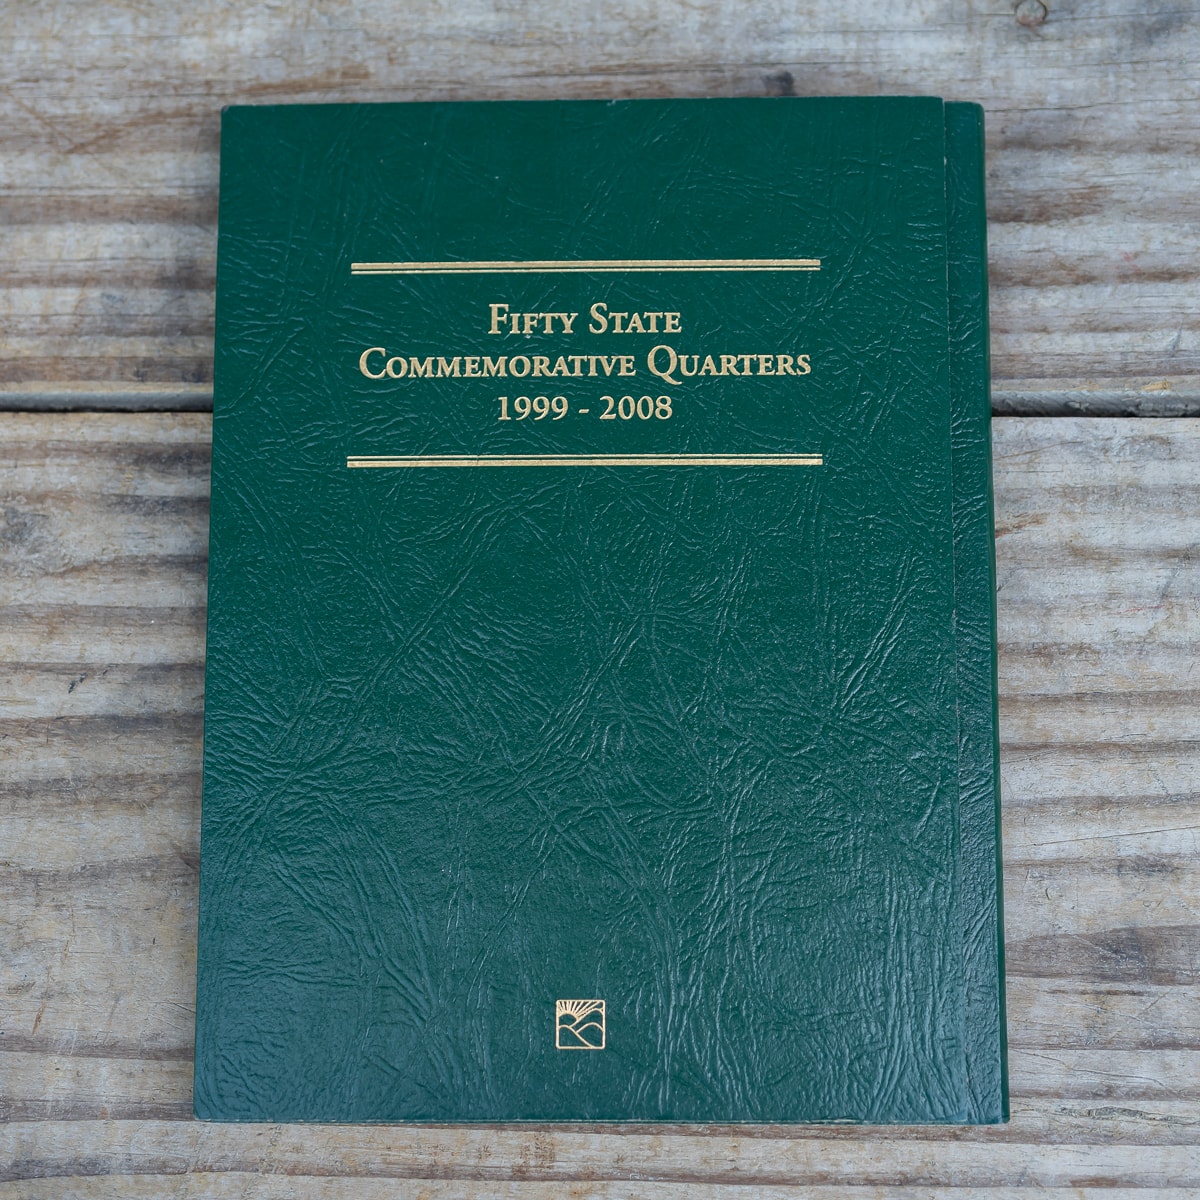 Fifty State
Commemorative Quarters
1999 - 2008